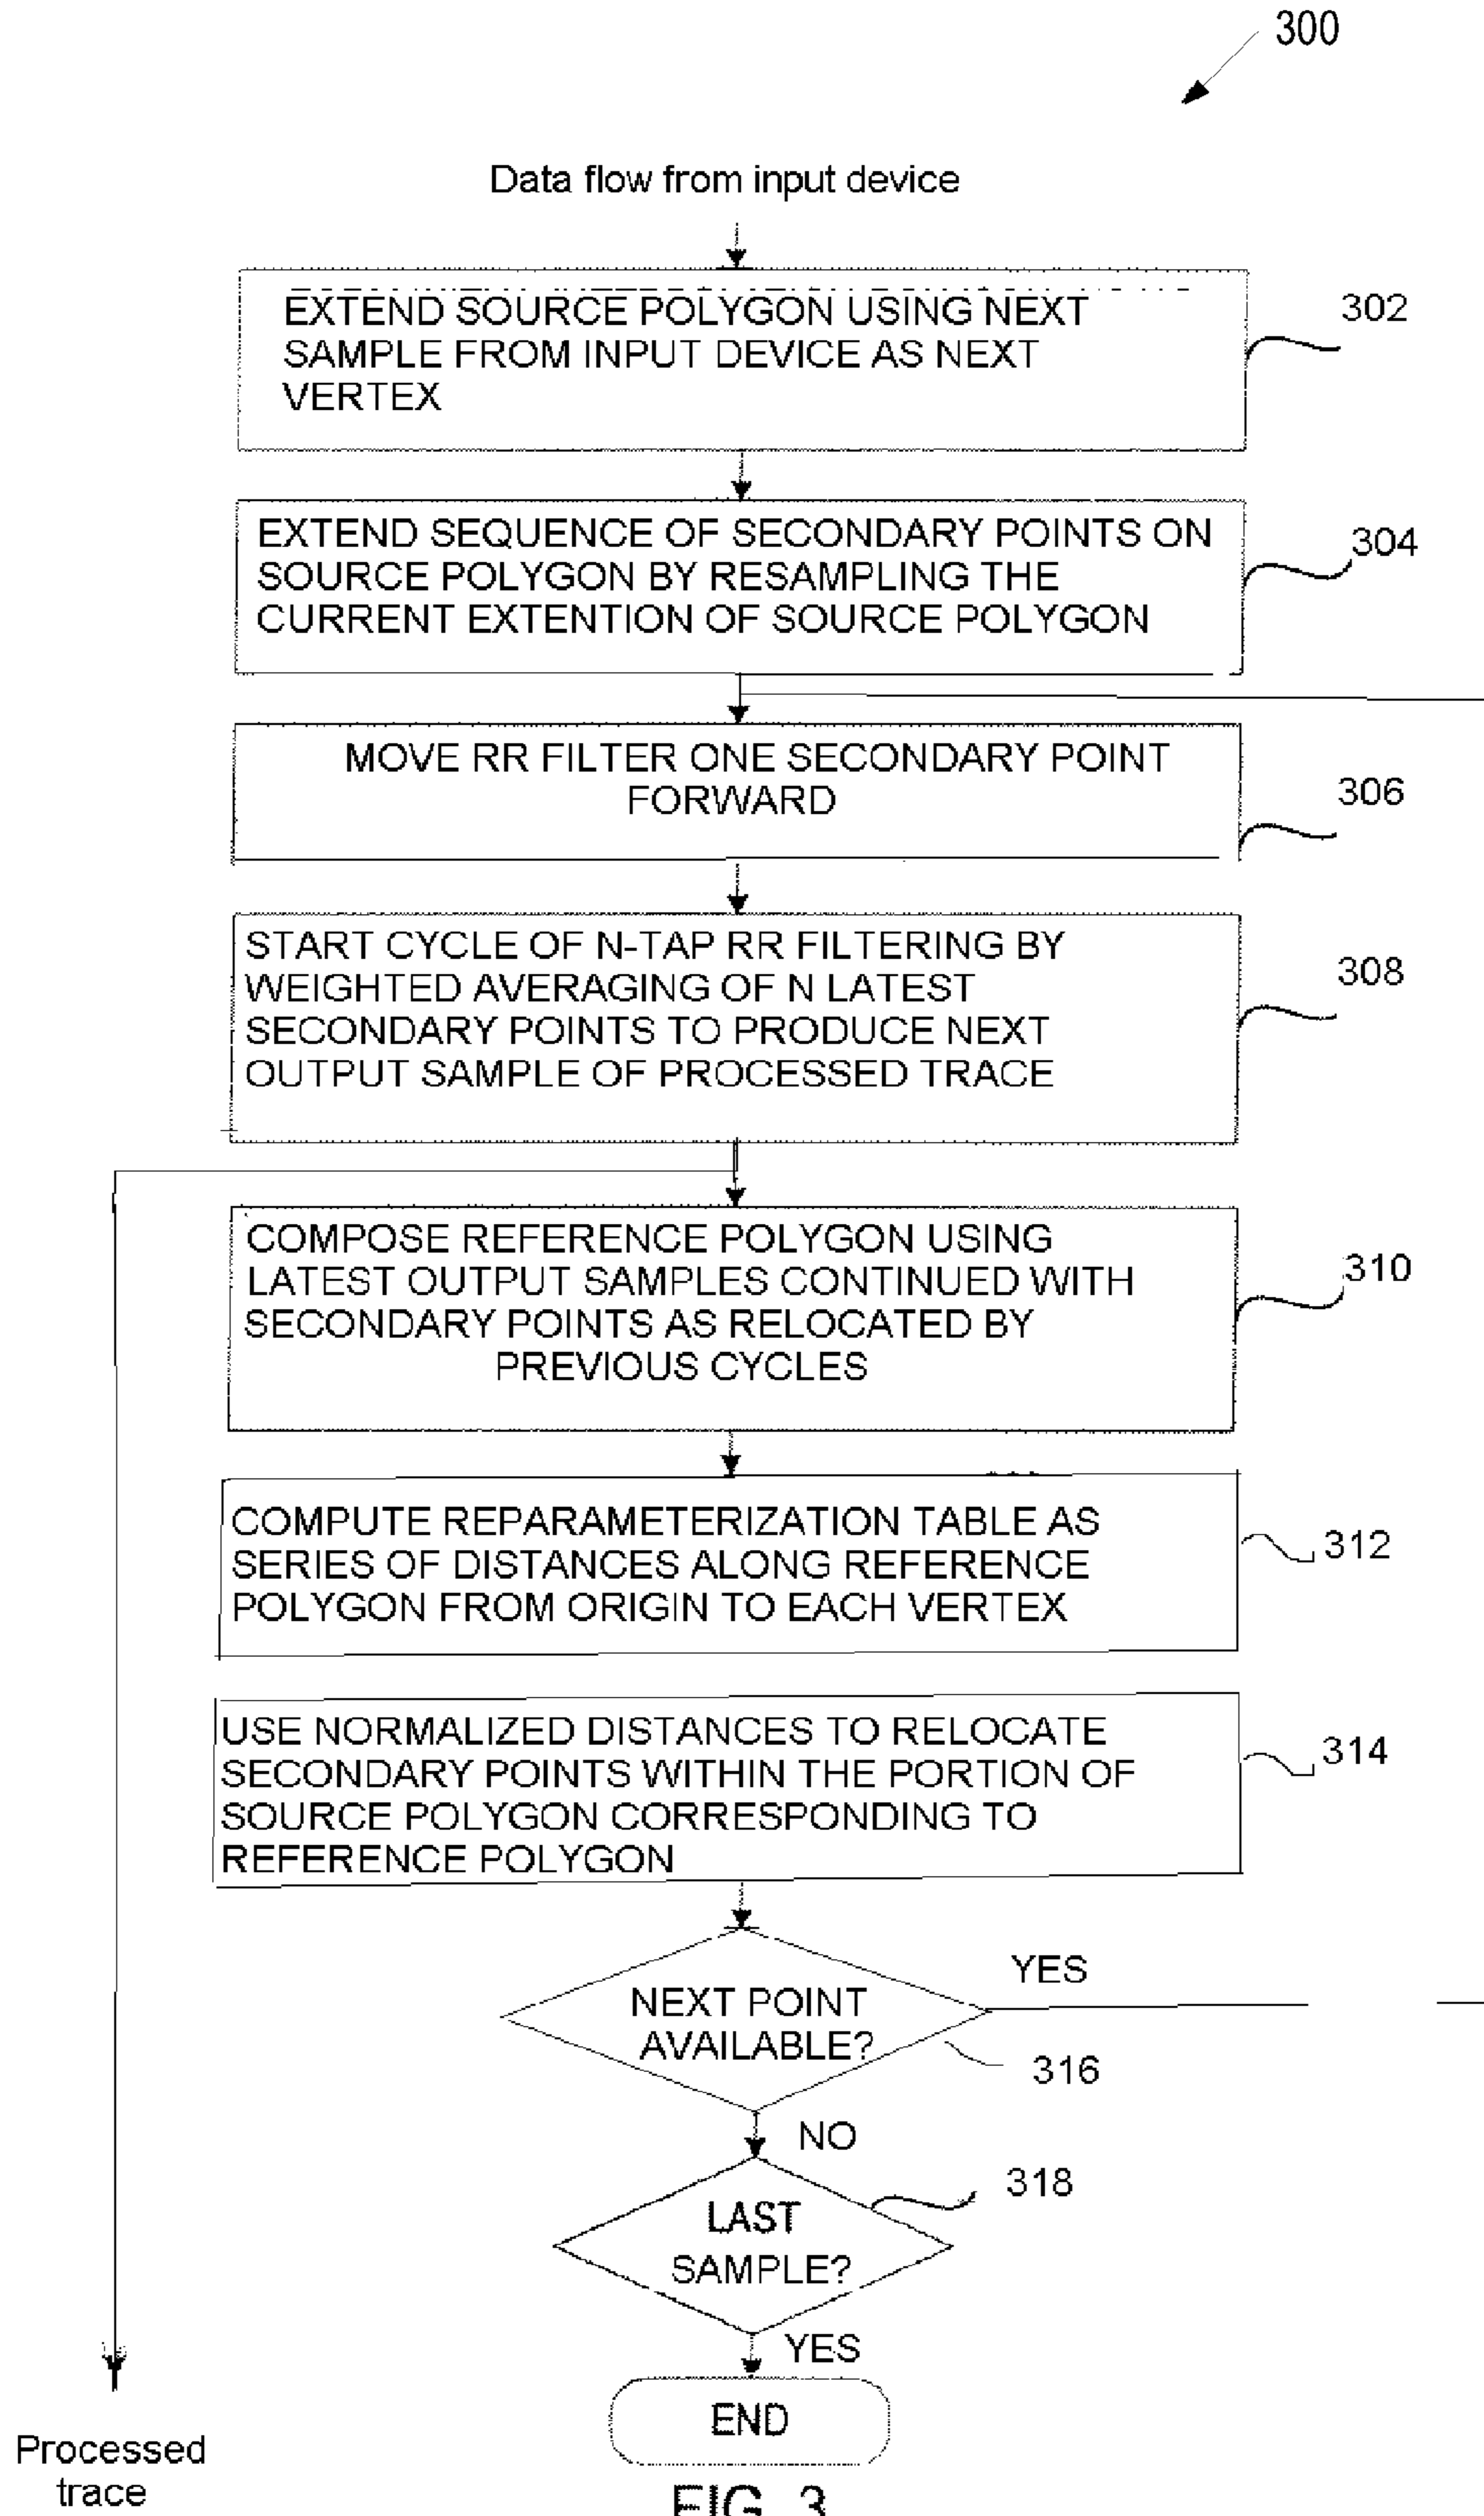 300
Data flow from input device
EXTEND SOURCE POLYGON USING NEXT
SAMPLE FROM INPUT DEVICE AS NEXT
VERTEX
302
EXTEND SEQUENCE OF SECONDARY POINTS ON
SOURCE POLYGON BY RESAMPLING THE
CURRENT EXTENTION OF SOURCE POLYGON
304
MOVE RR FILTER ONE SECONDARY POINT
FORWARD
306
START CYCLE OF N-TAP RR FILTERING BY
WEIGHTED AVERAGING OF N LATEST
SECONDARY POINTS TO PRODUCE NEXT
OUTPUT SAMPLE OF PROCESSED TRACE
308
COMPOSE REFERENCE POLYGON USING
LATEST OUTPUT SAMPLES CONTINUED WITH
SECONDARY POINTS AS RELOCATED BY
PREVIOUS CYCLES
310
COMPUTE REPARAMETERIZATION TABLE AS
SERIES OF DISTANCES ALONG REFERENCE
POLYGON FROM ORIGIN TO EACH VERTEX
312
USE NORMALIZED DISTANCES TO RELOCATE
SECONDARY POINTS WITHIN THE PORTION OF
SOURCE POLYGON CORRESPONDING TO
REFERENCE POLYGON
314
YES
NEXT POINT
AVAILABLE?
316
NO
318
LAST
SAMPLE?
YES
END
Processed
trace
FIG. 3